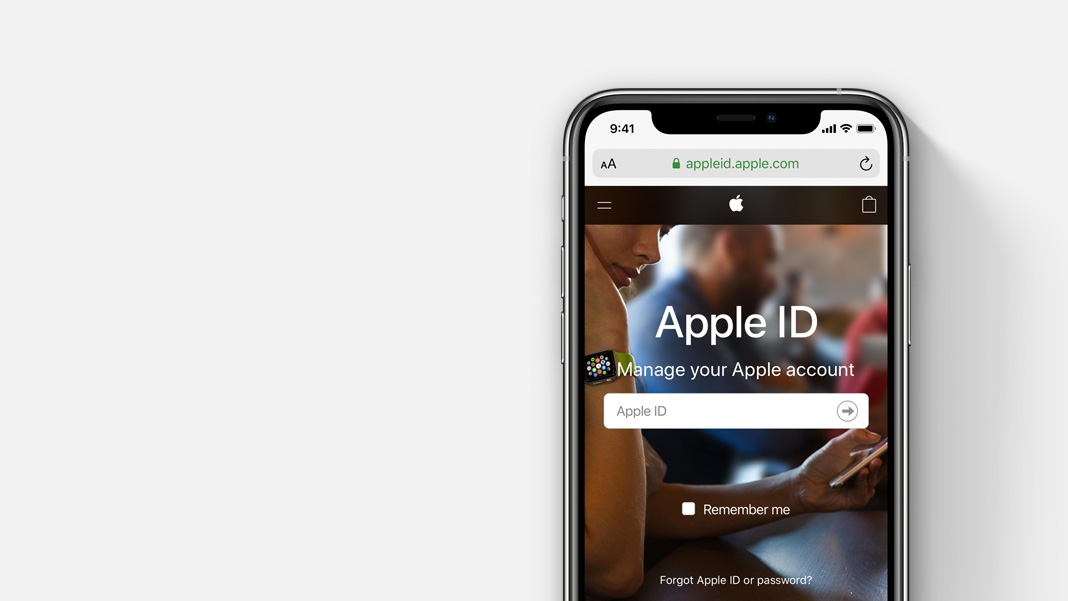 9:41
AA
appleid.apple.com
Apple ID
Manage your Apple account
Apple ID
Remember me
Forgot Apple ID or password?